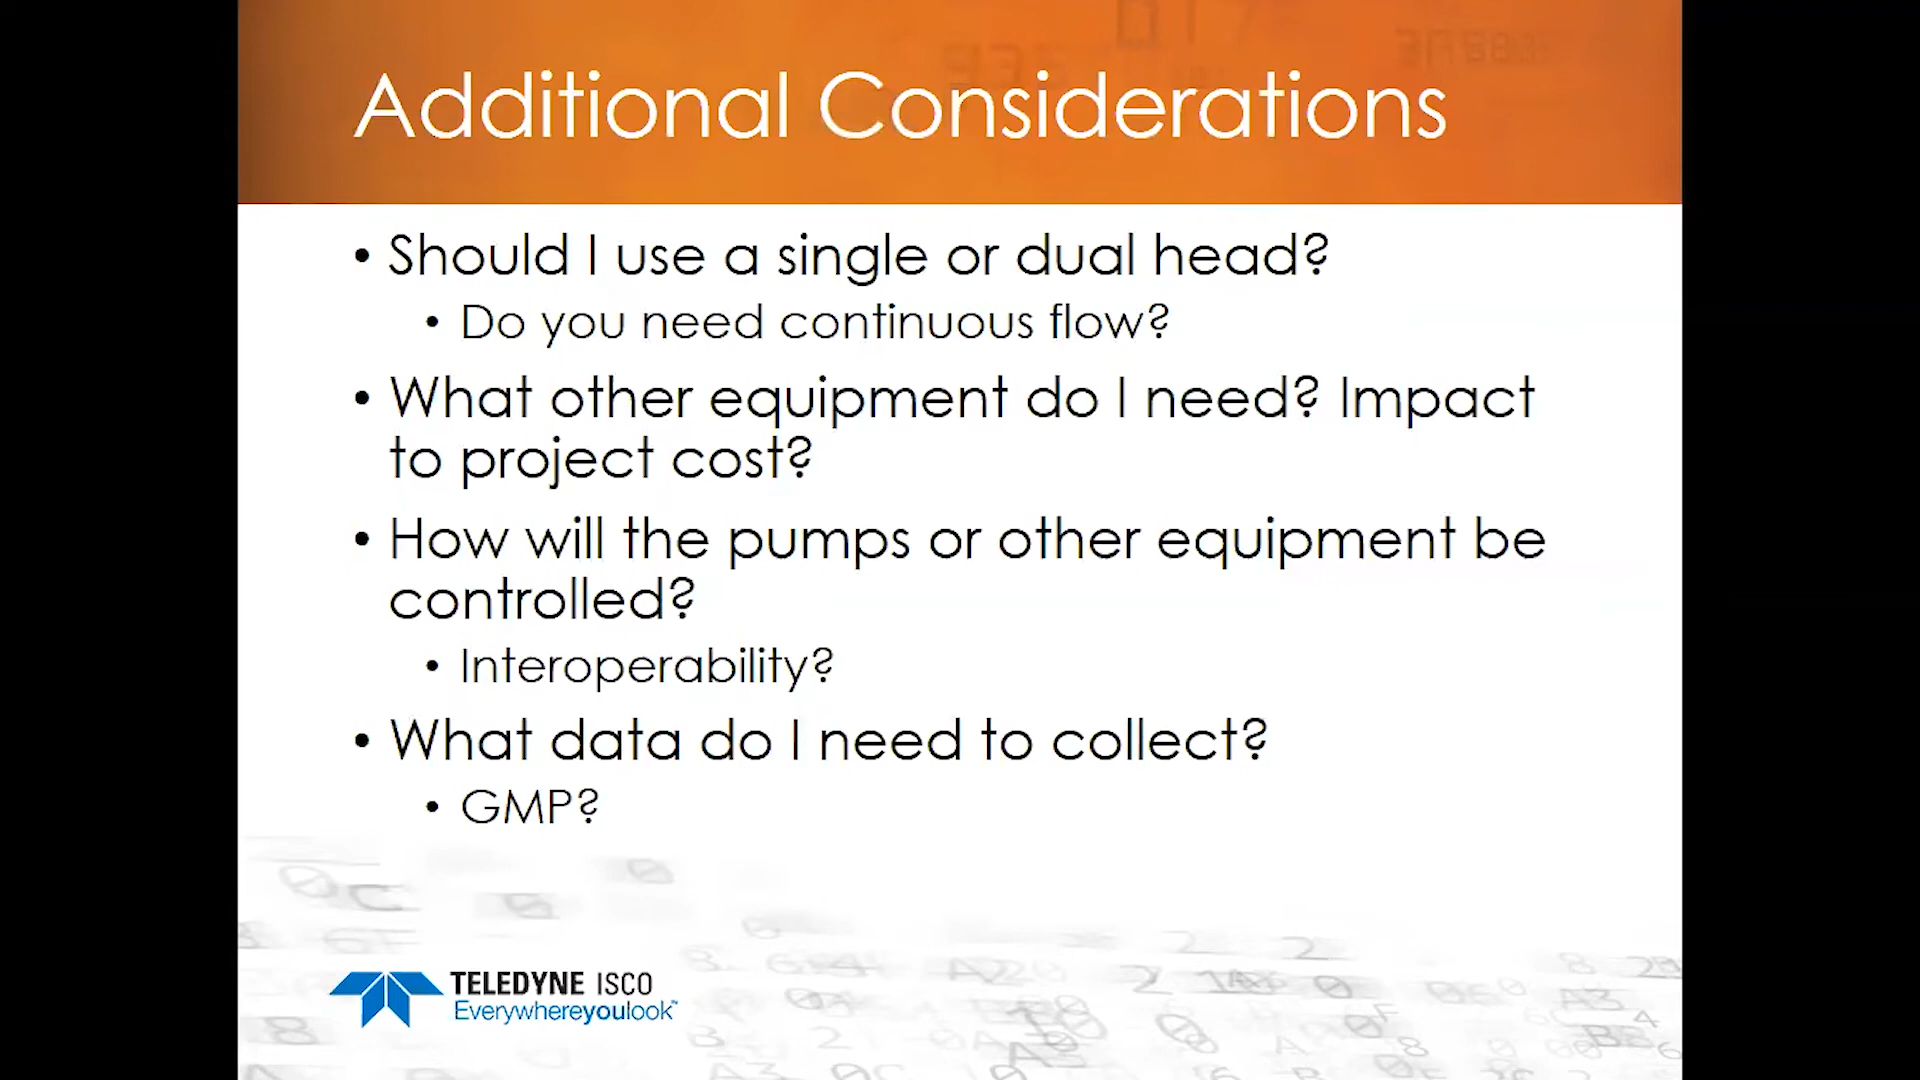 Additional Considerations
• Should I use a single or dual head?
• Do you need continuous flow?
• What other equipment do I need? Impact
to project cost?
• How will the pumps or other equipment be
controlled?
• Interoperability?
• What data do I need to collect?
• GMP?
TELEDYNE ISCO
Everywhereyoulook™